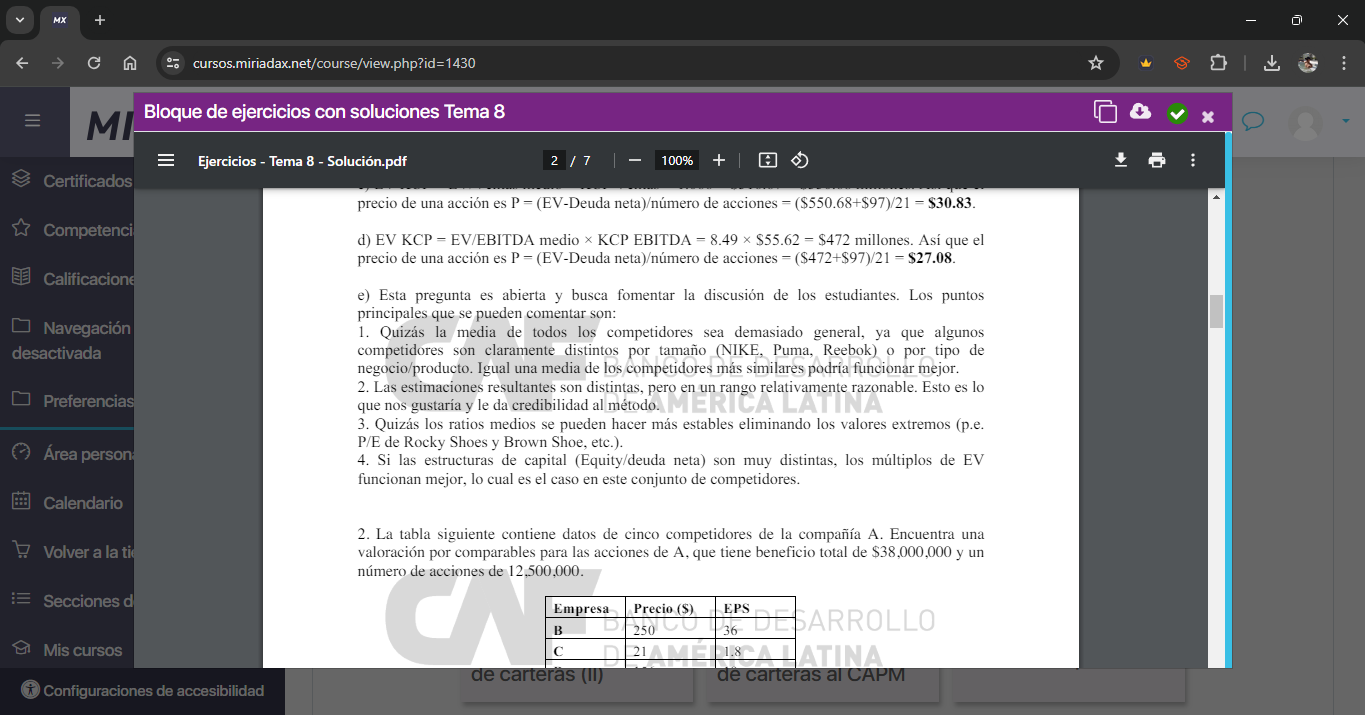 MX
cursos.miriadax.net/course/view.php?id=1430
Bloque de ejercicios con soluciones Tema 8
Ejercicios - Tema 8 - Solución.pdf
2 / 7
100%
MI
Certificados
Competenci
Calificacione
Navegación
desactivada
Preferencias
Área person
Calendario
Volver a la ti
Secciones d
Mis cursos
Configuraciones de accesibilidad
precio de una acción es P = (EV-Deuda neta)/número de acciones = ($550.68+$97)/21 = $30.83.
d) EV KCP = EV/EBITDA medio × KCP EBITDA = 8.49 × $55.62 = $472 millones. Así que el
precio de una acción es P = (EV-Deuda neta)/número de acciones = ($472+$97)/21 = $27.08.
e) Esta pregunta es abierta y busca fomentar la discusión de los estudiantes. Los puntos
principales que se pueden comentar son:
1. Quizás la media de todos los competidores sea demasiado general, ya que algunos
competidores son claramente distintos por tamaño (NIKE, Puma, Reebok) o por tipo de
negocio/producto. Igual una media de los competidores más similares podría funcionar mejor.
2. Las estimaciones resultantes son distintas, pero en un rango relativamente razonable. Esto es lo
que nos gustaría y le da credibilidad al método.
3. Quizás los ratios medios se pueden hacer más estables eliminando los valores extremos (p.e.
P/E de Rocky Shoes y Brown Shoe, etc.).
4. Si las estructuras de capital (Equity/deuda neta) son muy distintas, los múltiplos de EV
funcionan mejor, lo cual es el caso en este conjunto de competidores.
CAF BANCO DE DESARROLLO
DE AMÉRICA LATINA
2. La tabla siguiente contiene datos de cinco competidores de la compañía A. Encuentra una
valoración por comparables para las acciones de A, que tiene beneficio total de $38,000,000 y un
número de acciones de 12,500,000.
Empresa Precio ($) EPS
B 250 36
C 21 1.8
CAF BANCO DE DESARROLLO
DE AMÉRICA LATINA
de carteras (II)
de carteras al CAPM